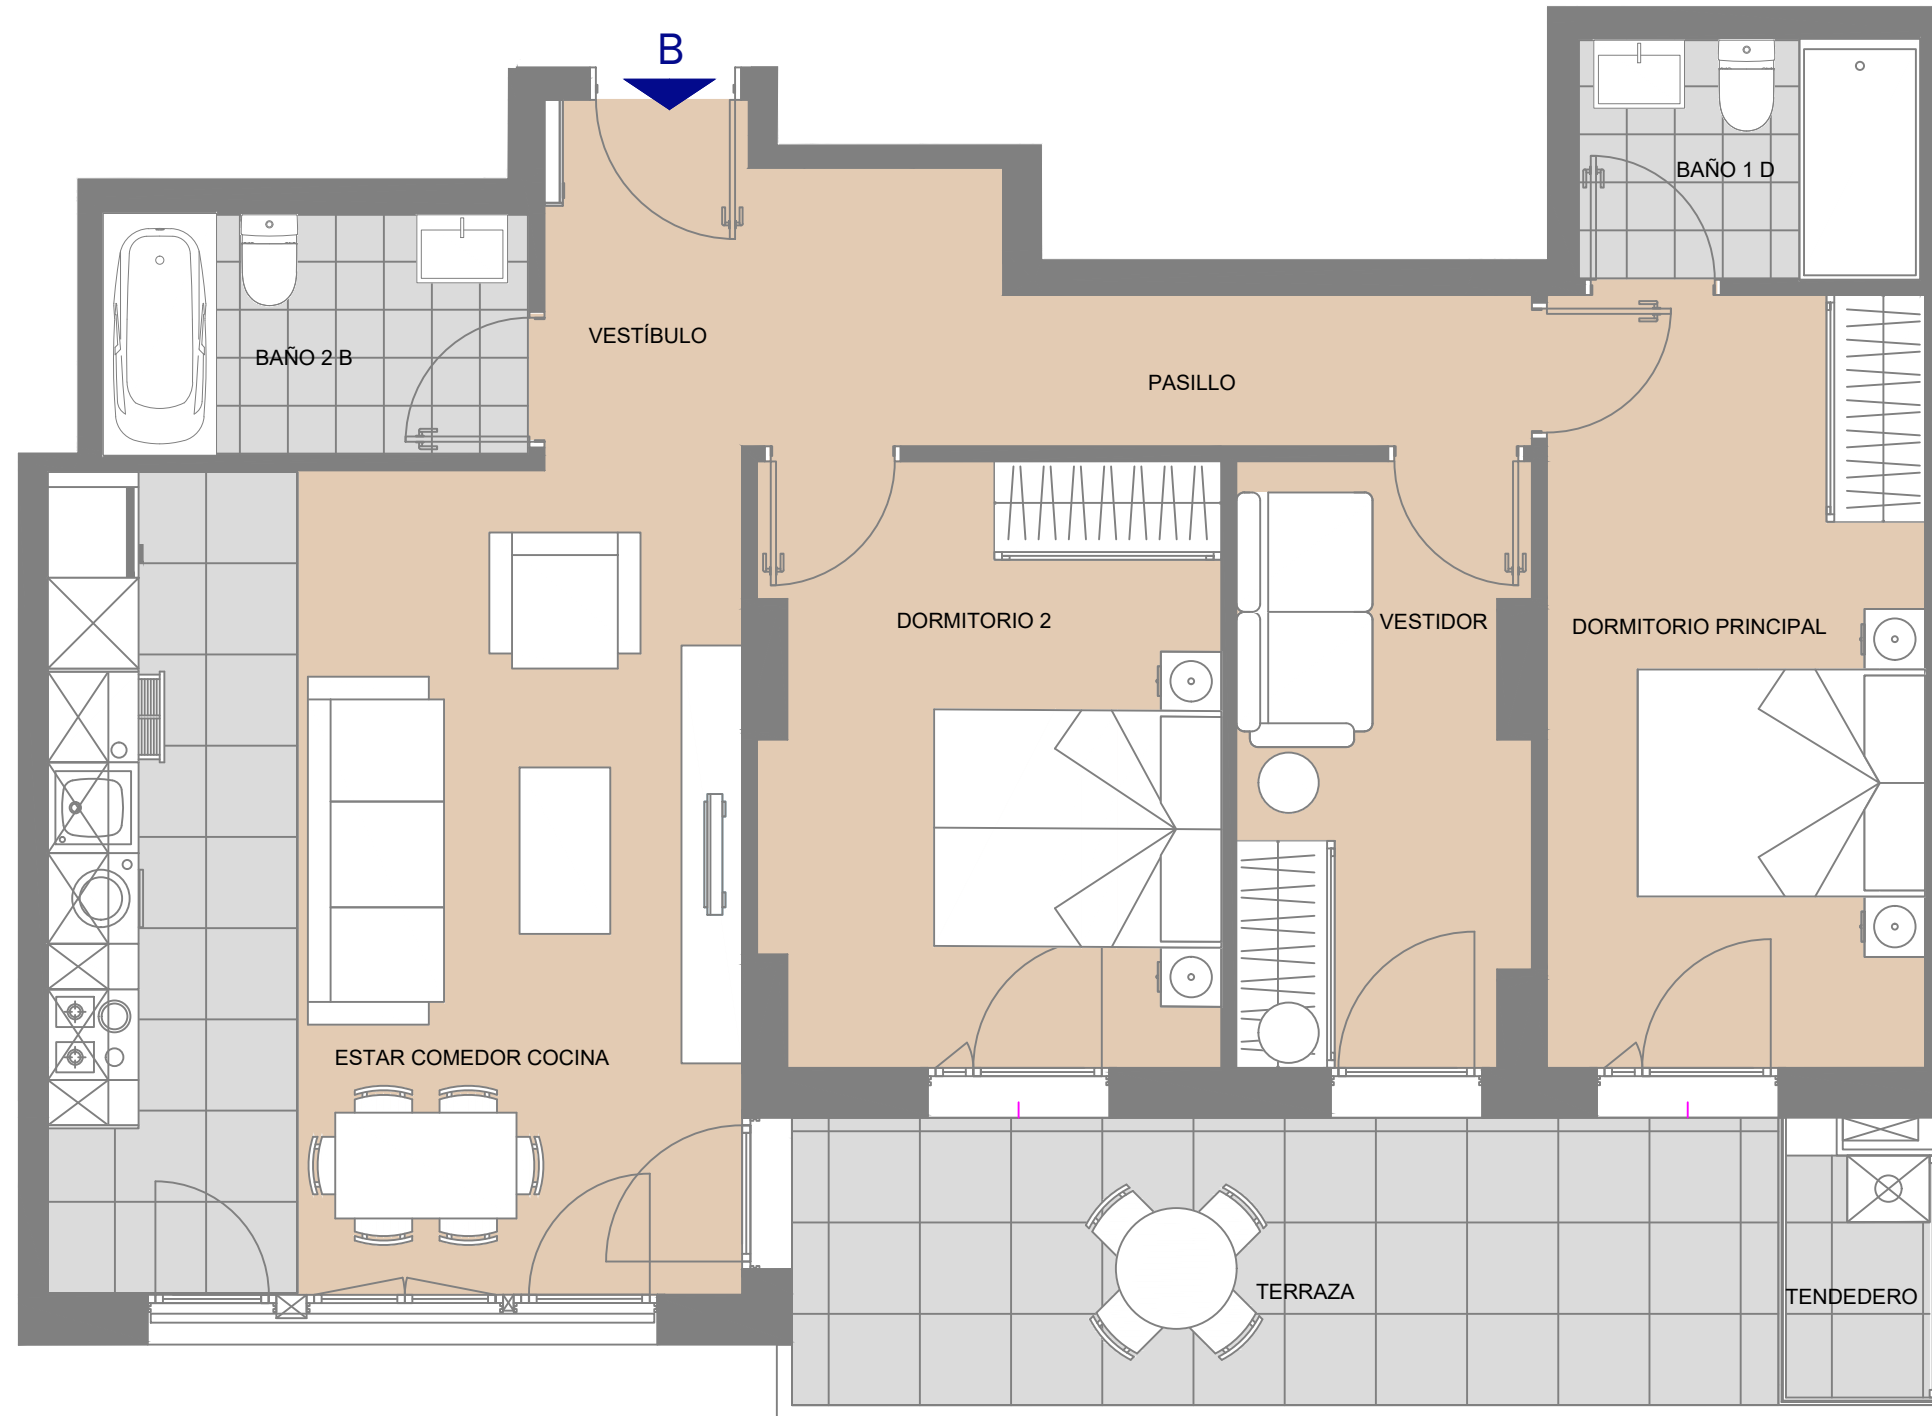 B
BAÑO 1 D
VESTÍBULO
BAÑO 2 B
PASILLO
DORMITORIO 2
VESTIDOR
DORMITORIO PRINCIPAL
ESTAR COMEDOR COCINA
TERRAZA
TENDEDERO